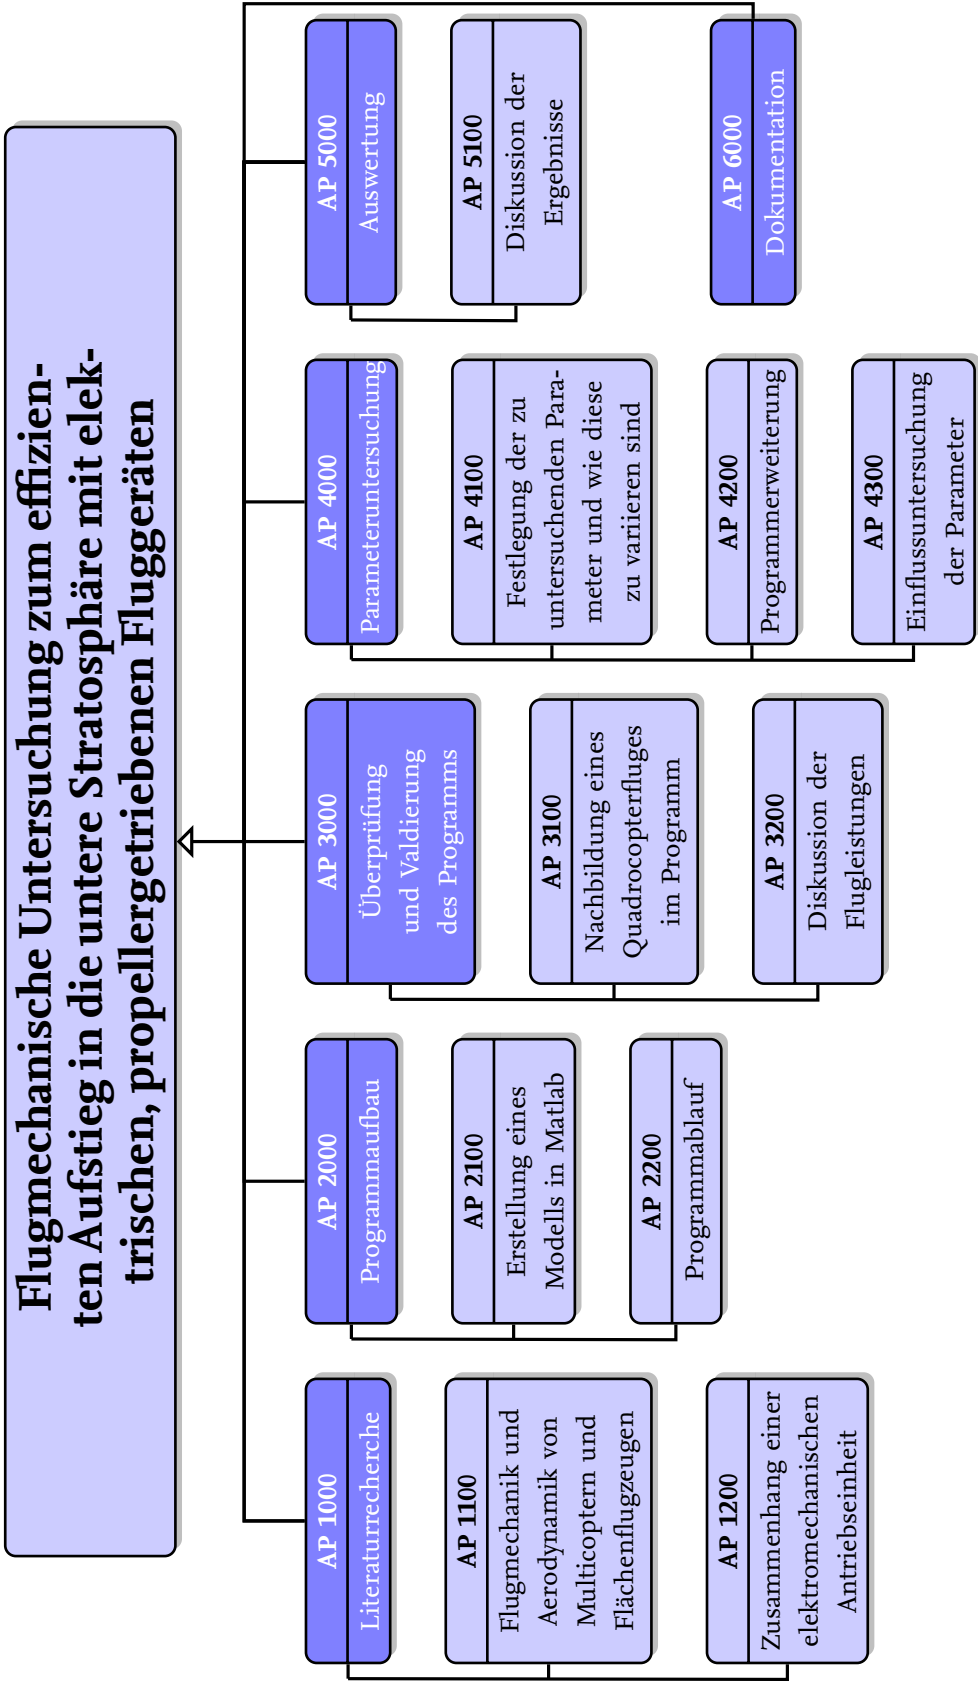 Flugmechanische Untersuchung zum effizien-
ten Aufstieg in die untere Stratosphäre mit elek-
trischen, propellergetriebenen Fluggeräten
AP 1000
Literaturrecherche
AP 1100
Flugmechanik und
Aerodynamik von
Multicoptern und
Flächenflugzeugen
AP 1200
Zusammenhang einer
elektromechanischen
Antriebseinheit
AP 2000
Programmaufbau
AP 2100
Erstellung eines
Modells in Matlab
AP 2200
Programmablauf
AP 3000
Überprüfung
und Valdierung
des Programms
AP 3100
Nachbildung eines
Quadrocopterfluges
im Programm
AP 3200
Diskussion der
Flugleistungen
AP 4000
Parameteruntersuchung
AP 4100
Festlegung der zu
untersuchenden Para-
meter und wie diese
zu variieren sind
AP 4200
Programmerweiterung
AP 4300
Einflussuntersuchung
der Parameter
AP 5000
Auswertung
AP 5100
Diskussion der
Ergebnisse
AP 6000
Dokumentation